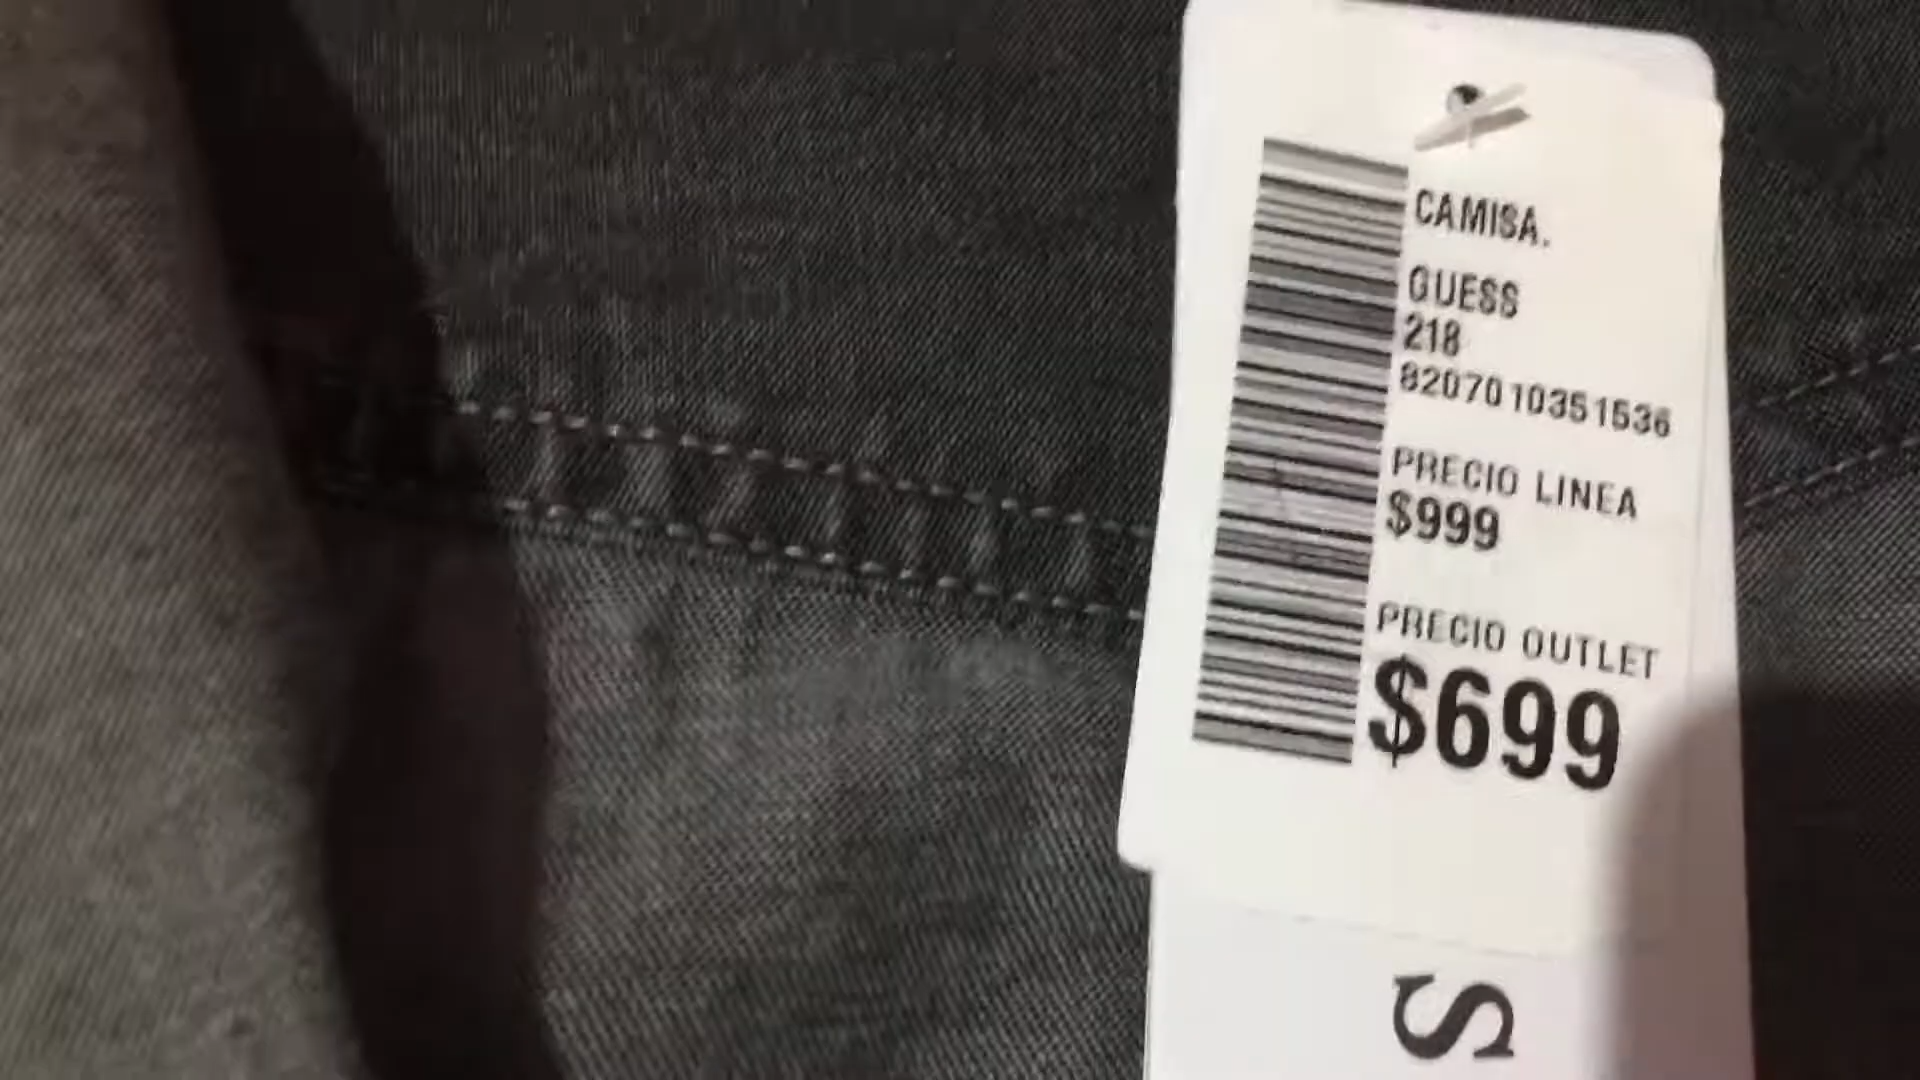 CAMISA.
GUESS
218
8207010351536
PRECIO LINEA
$999
PRECIO OUTLET
$699
S